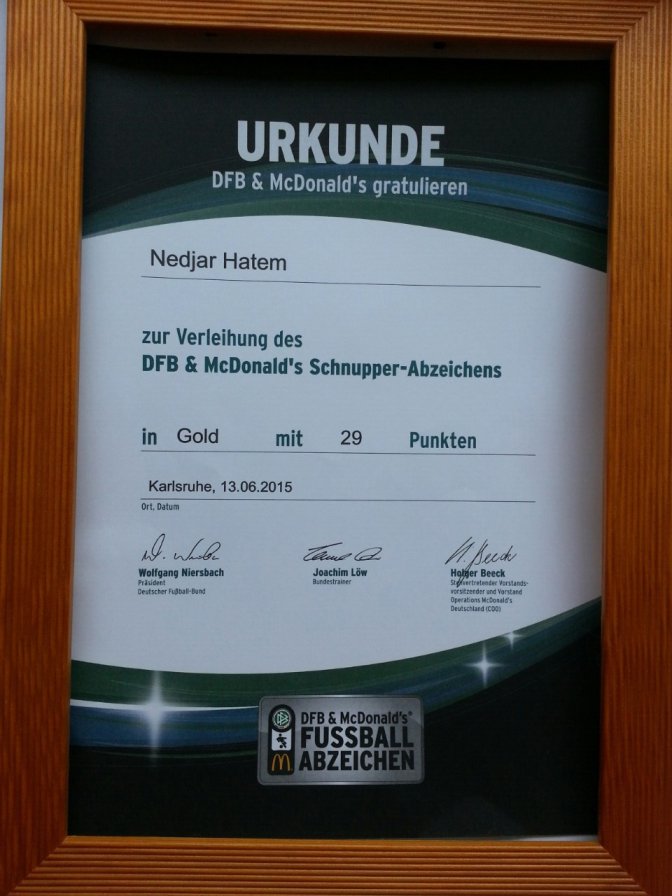 URKUNDE
DFB & McDonald's gratulieren
Nedjar Hatem
zur Verleihung des
DFB & McDonald's Schnupper-Abzeichens
in Gold mit 29 Punkten
Karlsruhe, 13.06.2015
Ort, Datum
Wolfgang Niersbach
Präsident
Deutscher Fußball-Bund
Joachim Löw
Bundestrainer
Holger Beeck
Stellvertretender Vorstands-
vorsitzender und Vorstand
Operations McDonald's
Deutschland (COO)
DFB & McDonald's®
FUSSBALL
ABZEICHEN